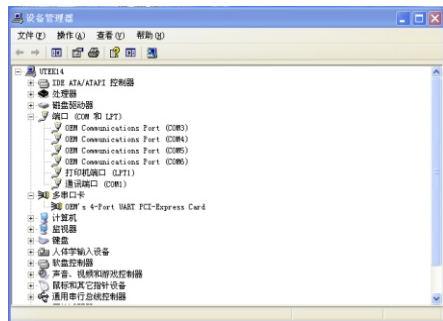 设备管理器
文件(F) 操作(A) 查看(V) 帮助(H)
UTEK14
IDE ATA/ATAPI 控制器
处理器
磁盘驱动器
端口 (COM 和 LPT)
OEM Communications Port (COM3)
OEM Communications Port (COM4)
OEM Communications Port (COM5)
OEM Communications Port (COM6)
打印机端口 (LPT1)
通讯端口 (COM1)
多串口卡
OEM's 4-Port UART PCI-Express Card
计算机
监视器
键盘
人体学输入设备
软盘控制器
声音、视频和游戏控制器
鼠标和其它指针设备
通用串行总线控制器